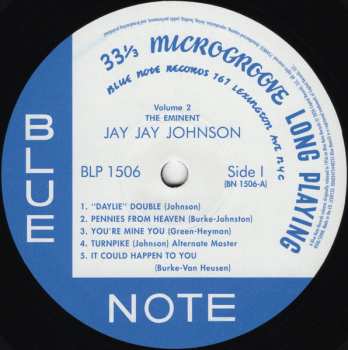 33⅓ MICROGROOVE LONG PLAYING
BLUE NOTE RECORDS 767 LEXINGTON AVE NYC
Volume 2
THE EMINENT
JAY JAY JOHNSON
BLP 1506
Side I
(BN 1506-A)
1. "DAYLIE" DOUBLE (Johnson)
2. PENNIES FROM HEAVEN (Burke-Johnston)
3. YOU'RE MINE YOU (Green-Heyman)
4. TURNPIKE (Johnson) Alternate Master
5. IT COULD HAPPEN TO YOU
(Burke-Van Heusen)
BLUE
NOTE